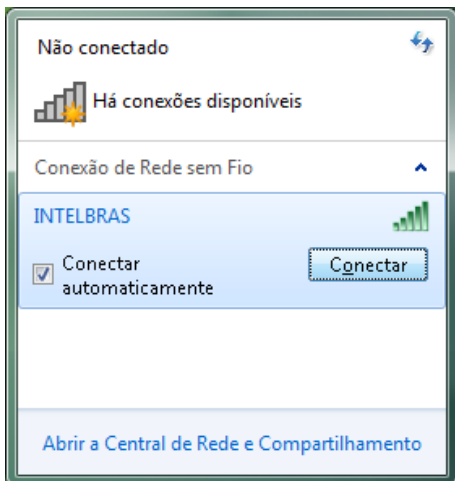 Não conectado
Há conexões disponíveis
Conexão de Rede sem Fio
INTELBRAS
Conectar
automaticamente
Conectar
Abrir a Central de Rede e Compartilhamento